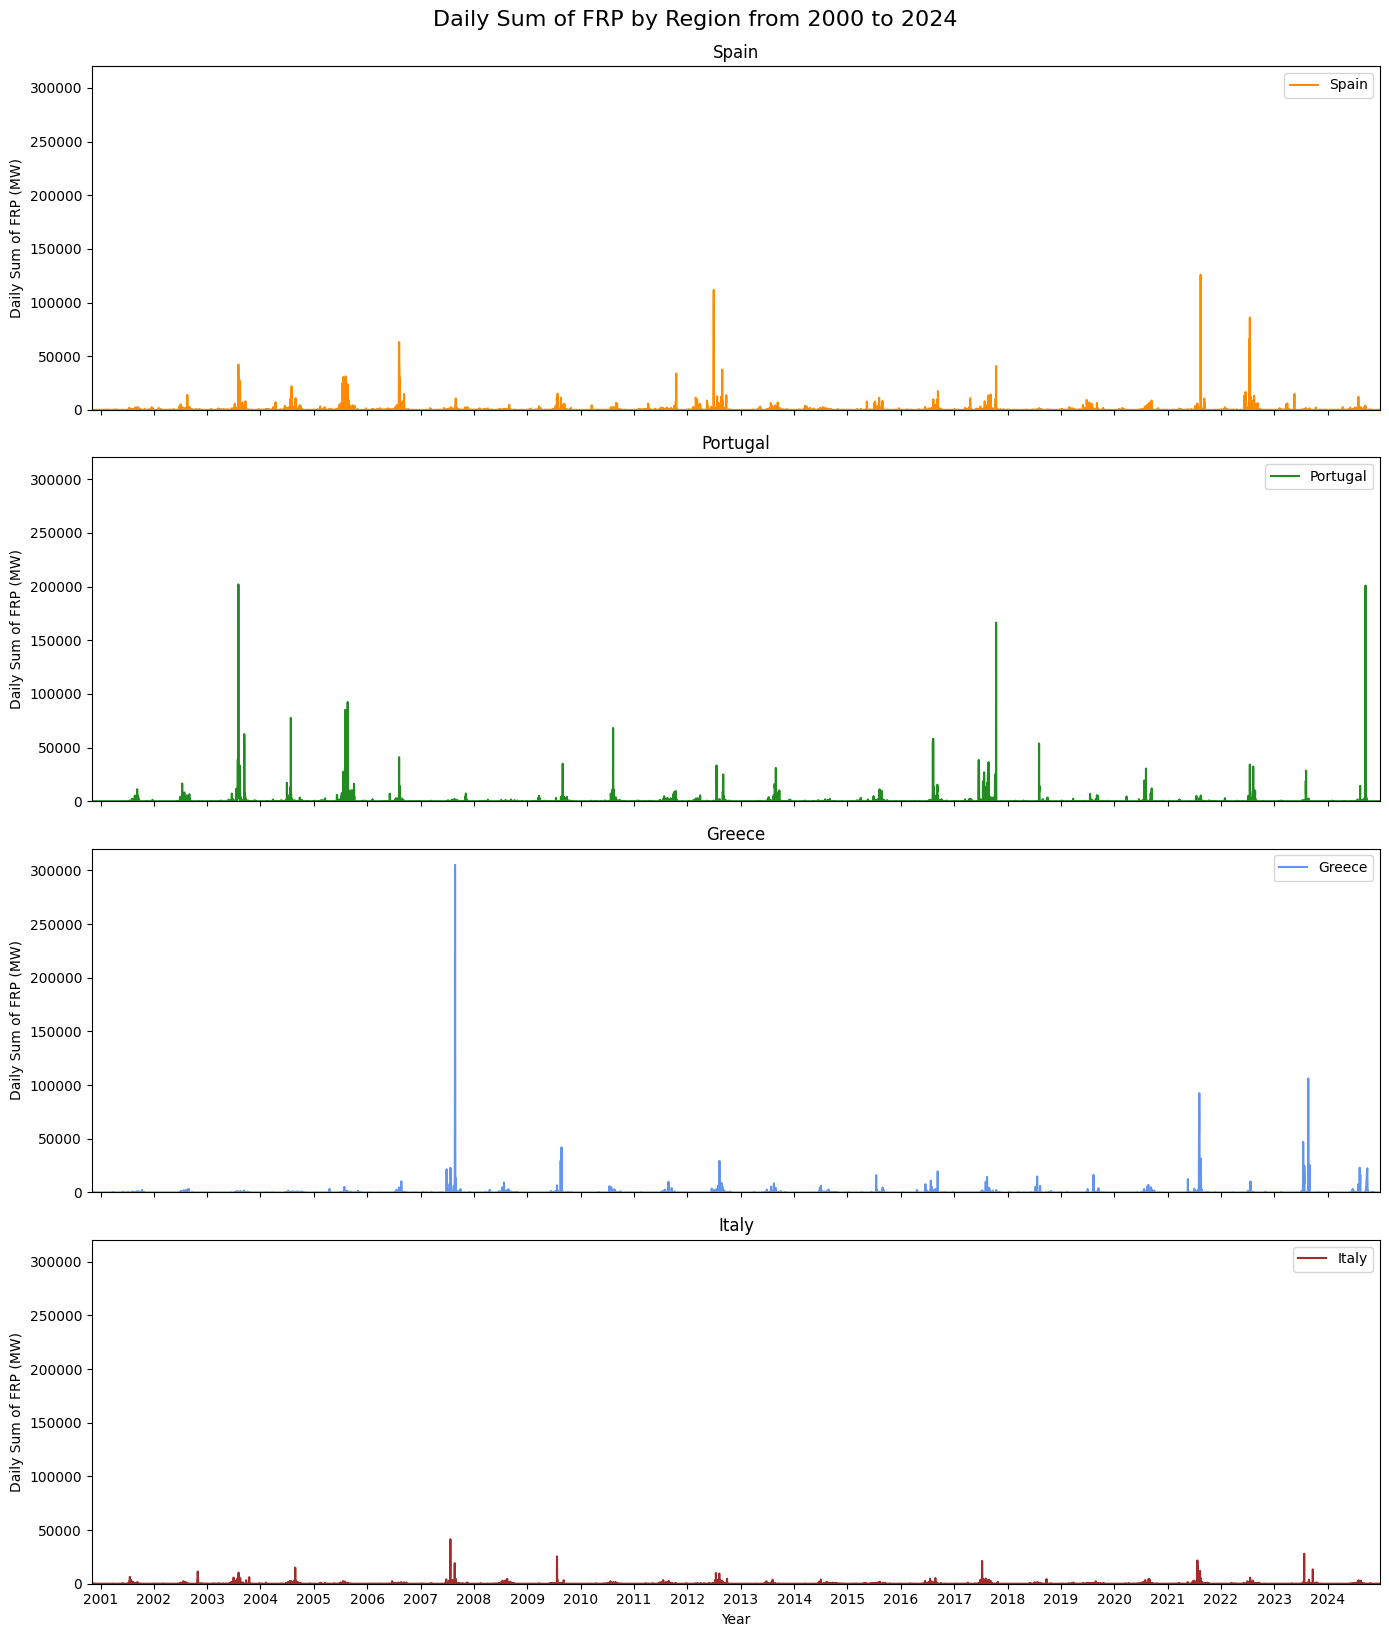 Daily Sum of FRP by Region from 2000 to 2024
Spain
Daily Sum of FRP (MW)
300000
250000
200000
150000
100000
50000
0
Spain
Portugal
Daily Sum of FRP (MW)
300000
250000
200000
150000
100000
50000
0
Portugal
Greece
Daily Sum of FRP (MW)
300000
250000
200000
150000
100000
50000
0
Greece
Italy
Daily Sum of FRP (MW)
300000
250000
200000
150000
100000
50000
0
Italy
2001 2002 2003 2004 2005 2006 2007 2008 2009 2010 2011 2012 2013 2014 2015 2016 2017 2018 2019 2020 2021 2022 2023 2024
Year